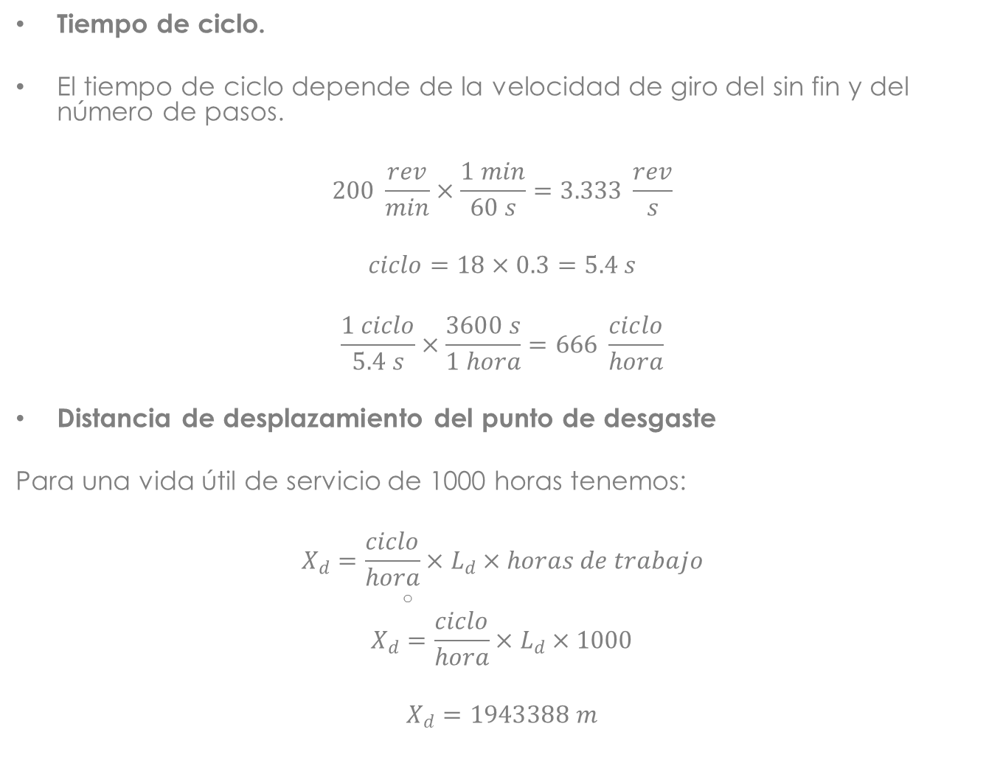 • Tiempo de ciclo.
• El tiempo de ciclo depende de la velocidad de giro del sin fin y del
número de pasos.
200 rev/min × 1 min/60 s = 3.333 rev/s
ciclo = 18 × 0.3 = 5.4 s
1 ciclo/5.4 s × 3600 s/1 hora = 666 ciclo/hora
• Distancia de desplazamiento del punto de desgaste
Para una vida útil de servicio de 1000 horas tenemos:
X_d = ciclo/hora × L_d × horas de trabajo
X_d = ciclo/hora × L_d × 1000
X_d = 1943388 m